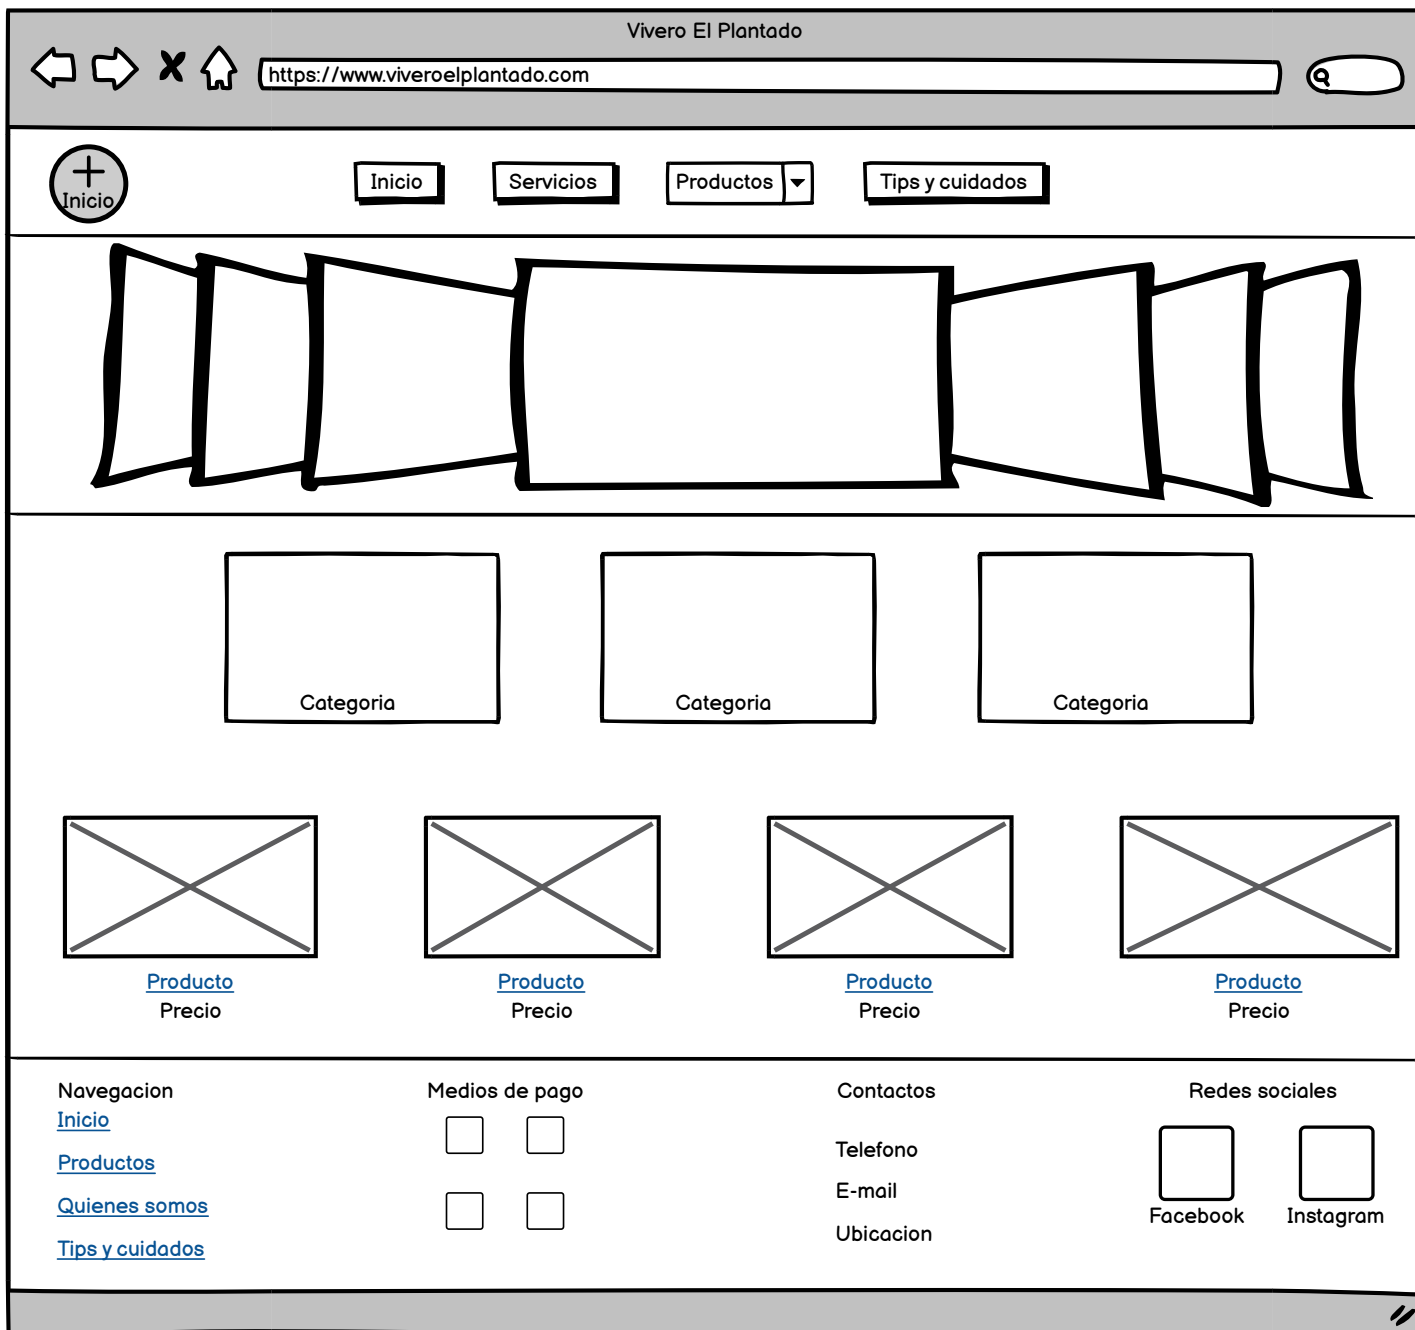 Vivero El Plantado
https://www.viveroelplantado.com
Inicio
Inicio
Servicios
Productos
Tips y cuidados
Categoria
Categoria
Categoria
Producto
Precio
Producto
Precio
Producto
Precio
Producto
Precio
Navegacion
Inicio
Productos
Quienes somos
Tips y cuidados
Medios de pago
Contactos
Telefono
E-mail
Ubicacion
Redes sociales
Facebook
Instagram